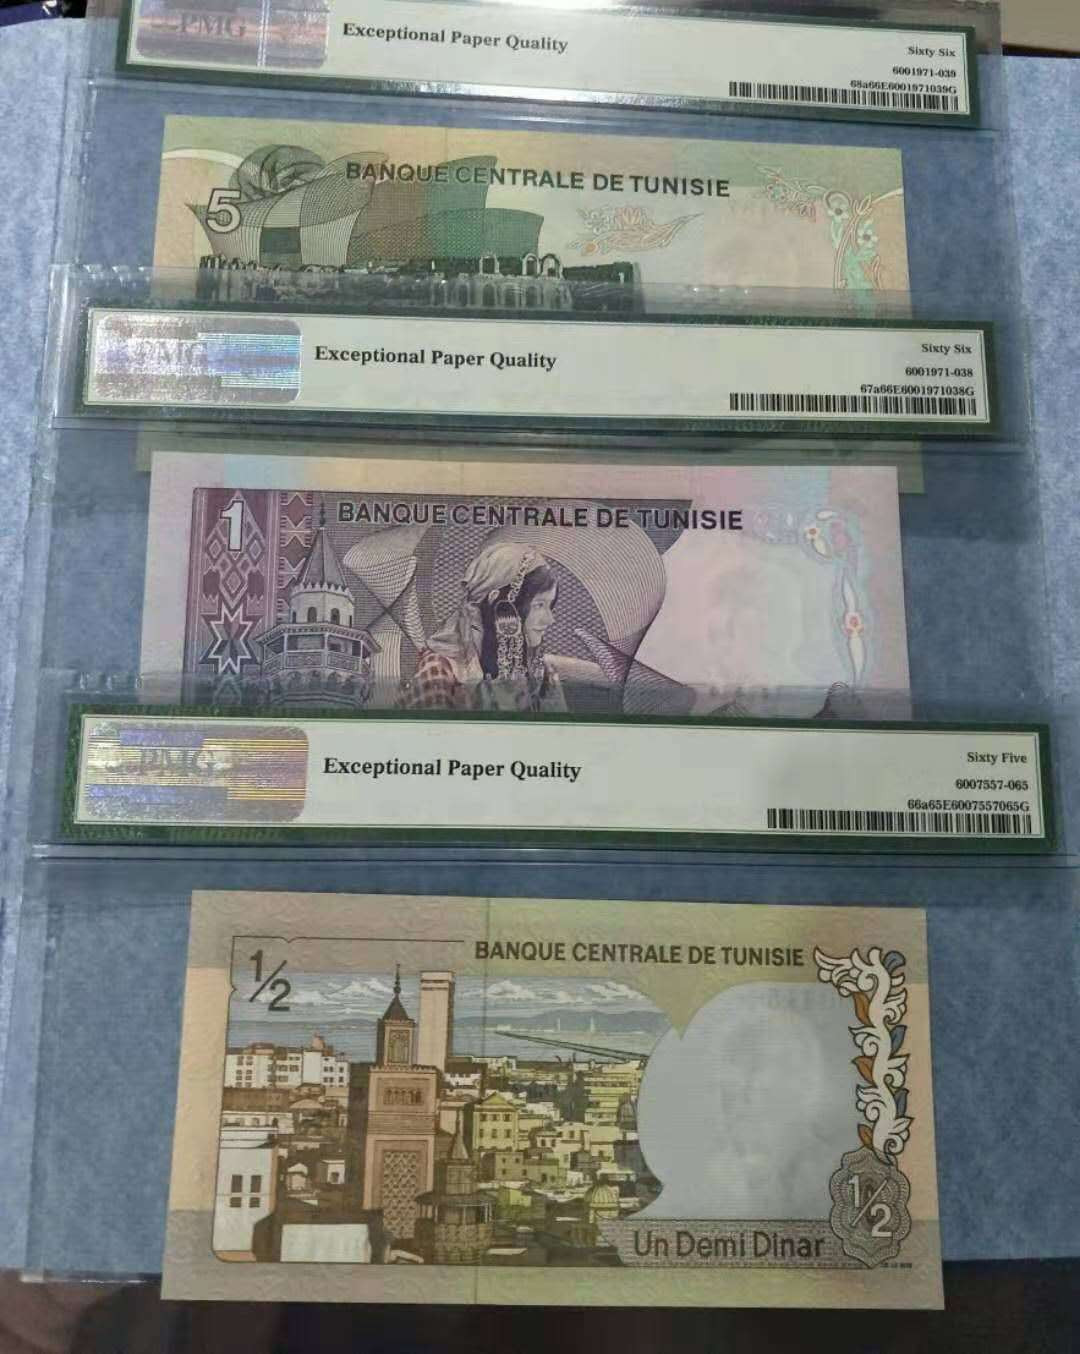 PMG
Exceptional Paper Quality
Sixty Six
6001971-039
68a66E6001971039G
BANQUE CENTRALE DE TUNISIE
5
PMG
Exceptional Paper Quality
Sixty Six
6001971-038
67a66E6001971038G
1
BANQUE CENTRALE DE TUNISIE
PMG
Exceptional Paper Quality
Sixty Five
6007557-065
66a65E6007557065G
BANQUE CENTRALE DE TUNISIE
1/2
1/2
Un Demi Dinar